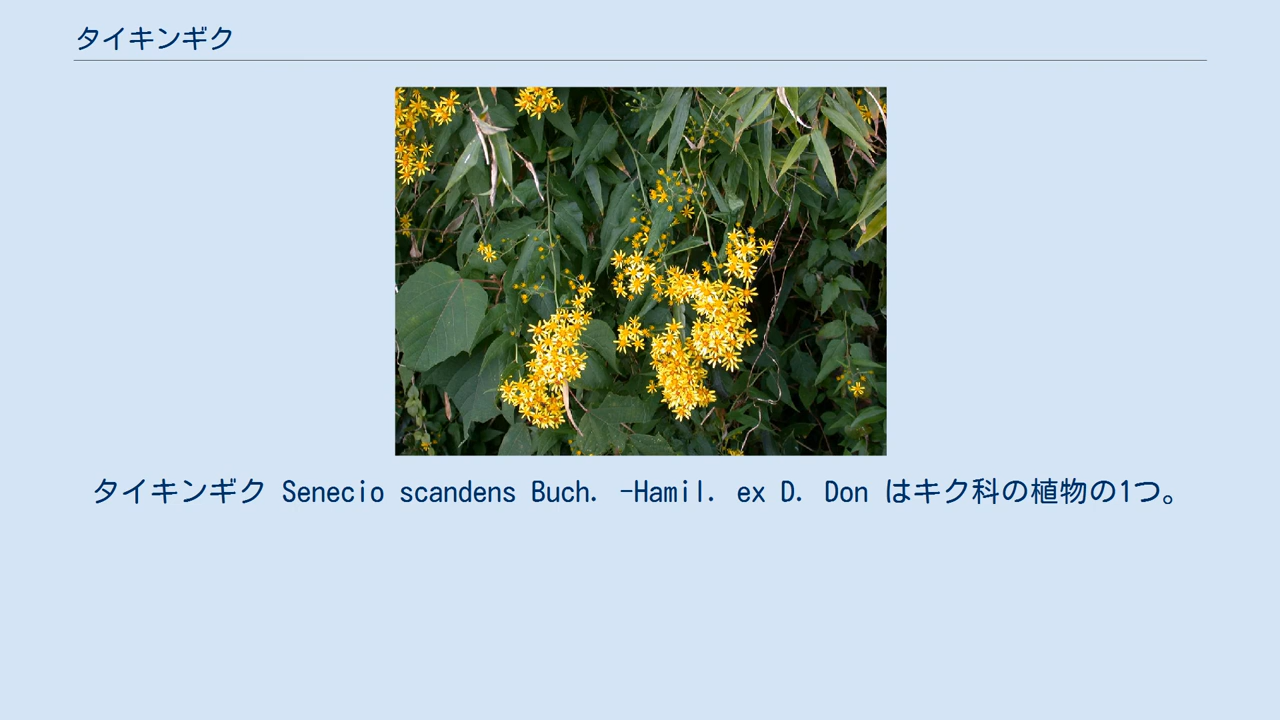 タイキンギク
タイキンギク Senecio scandens Buch. -Hamil. ex D. Don はキク科の植物の1つ。